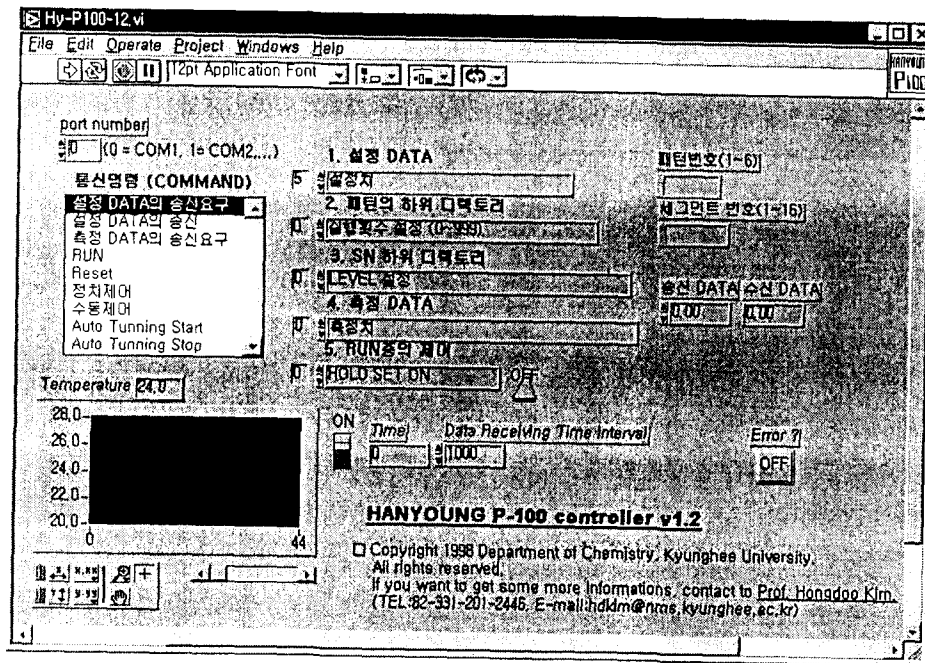 Hy-P100-12.vi
File Edit Operate Project Windows Help
12pt Application Font
HANYOUNG
P100
port number
0 (0 = COM1, 1= COM2,...)
통신명령 (COMMAND)
설정 DATA의 송신요구
설정 DATA의 송신
측정 DATA의 송신요구
RUN
Reset
정치제어
수동제어
Auto Tunning Start
Auto Tunning Stop
1. 설정 DATA
5 설정치
2. 패턴의 하위 디렉토리
0 실행횟수 설정 (0-999)
3. SN 하위 디렉토리
0 LEVEL 설정
4. 측정 DATA
0 측정치
5. RUN중의 제어
0 HOLD SET ON OFF
패턴번호(1~6)
세그먼트 번호(1~16)
송신 DATA 수신 DATA
0.00 0.00
Temperature 24.0
28.0
26.0
24.0
22.0
20.0
0 44
ON
Time Data Receiving Time Interval
0 1000
Error ?
OFF
HANYOUNG P-100 controller v1.2
Copyright 1998 Department of Chemistry, Kyunghee University.
All rights reserved.
If you want to get some more Informations, contact to Prof. Hongdoo Kim.
(TEL:82-331-201-2446, E-mail:hdkim@nms.kyunghee.ac.kr)